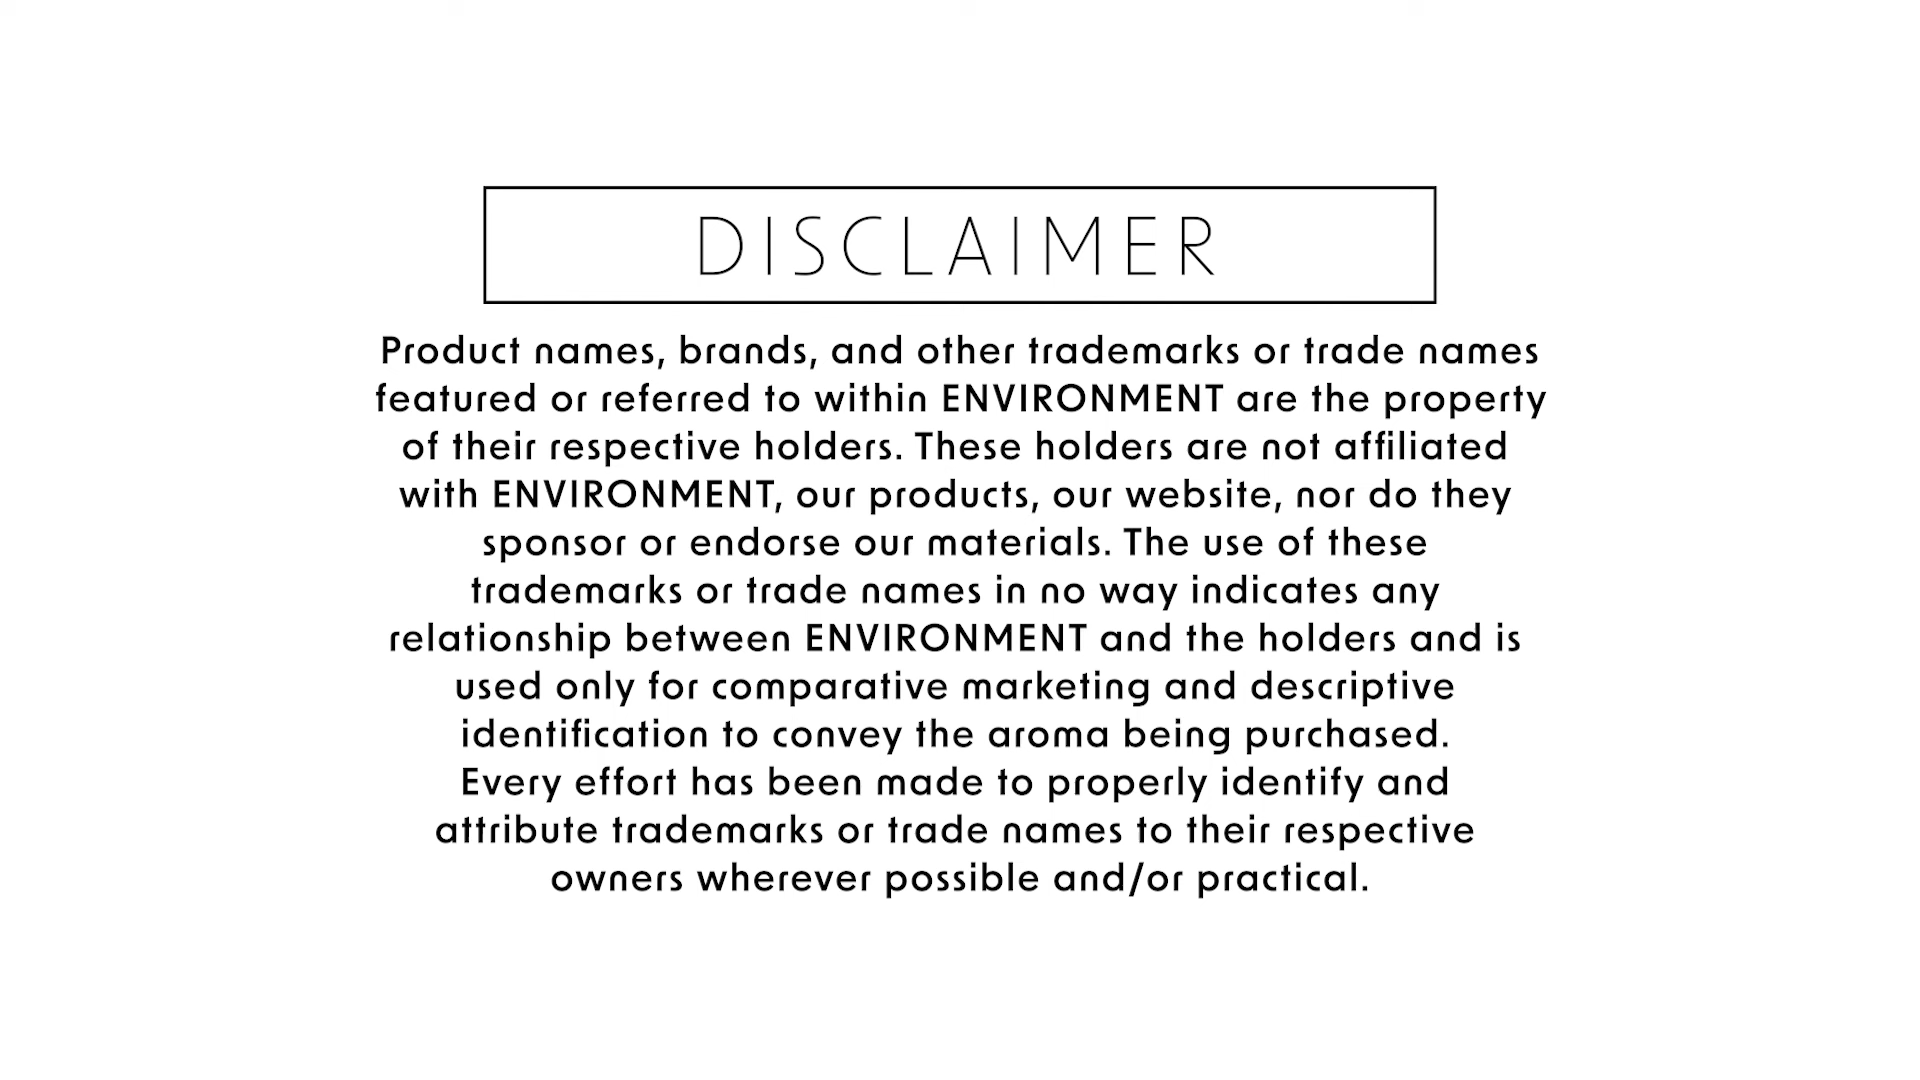 DISCLAIMER
Product names, brands, and other trademarks or trade names
featured or referred to within ENVIRONMENT are the property
of their respective holders. These holders are not affiliated
with ENVIRONMENT, our products, our website, nor do they
sponsor or endorse our materials. The use of these
trademarks or trade names in no way indicates any
relationship between ENVIRONMENT and the holders and is
used only for comparative marketing and descriptive
identification to convey the aroma being purchased.
Every effort has been made to properly identify and
attribute trademarks or trade names to their respective
owners wherever possible and/or practical.